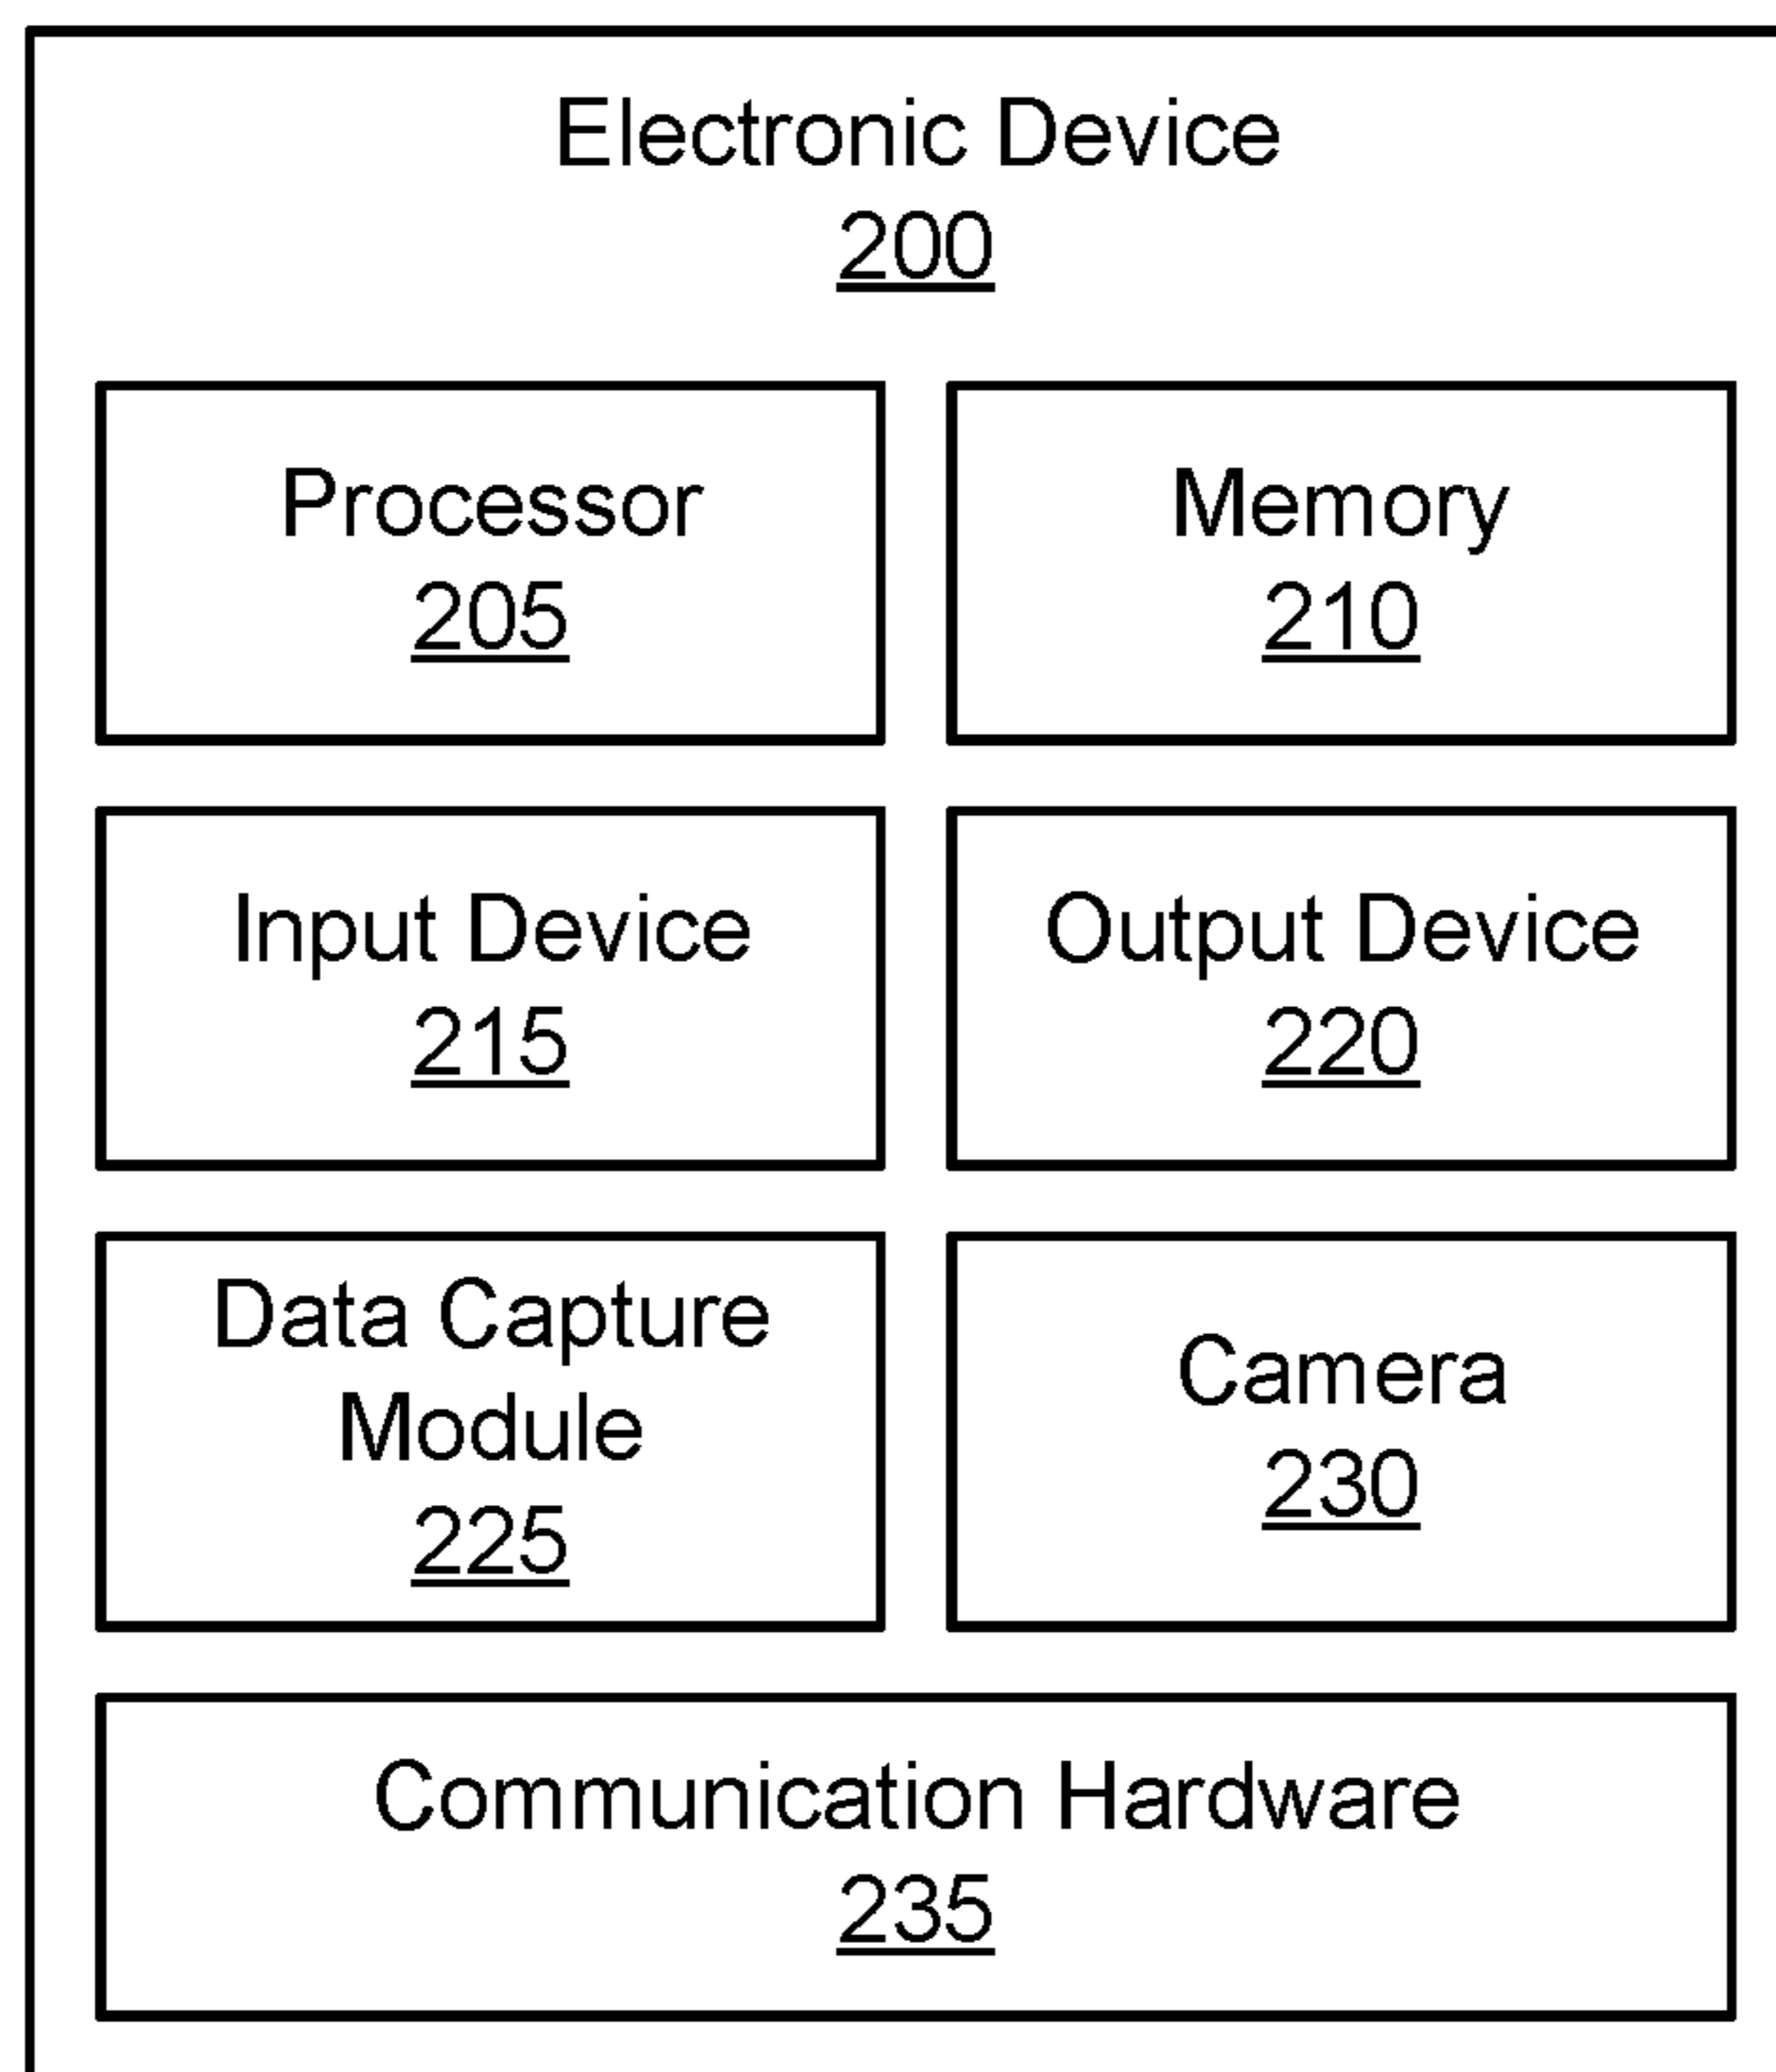 Electronic Device
200
Processor
205
Memory
210
Input Device
215
Output Device
220
Data Capture
Module
225
Camera
230
Communication Hardware
235